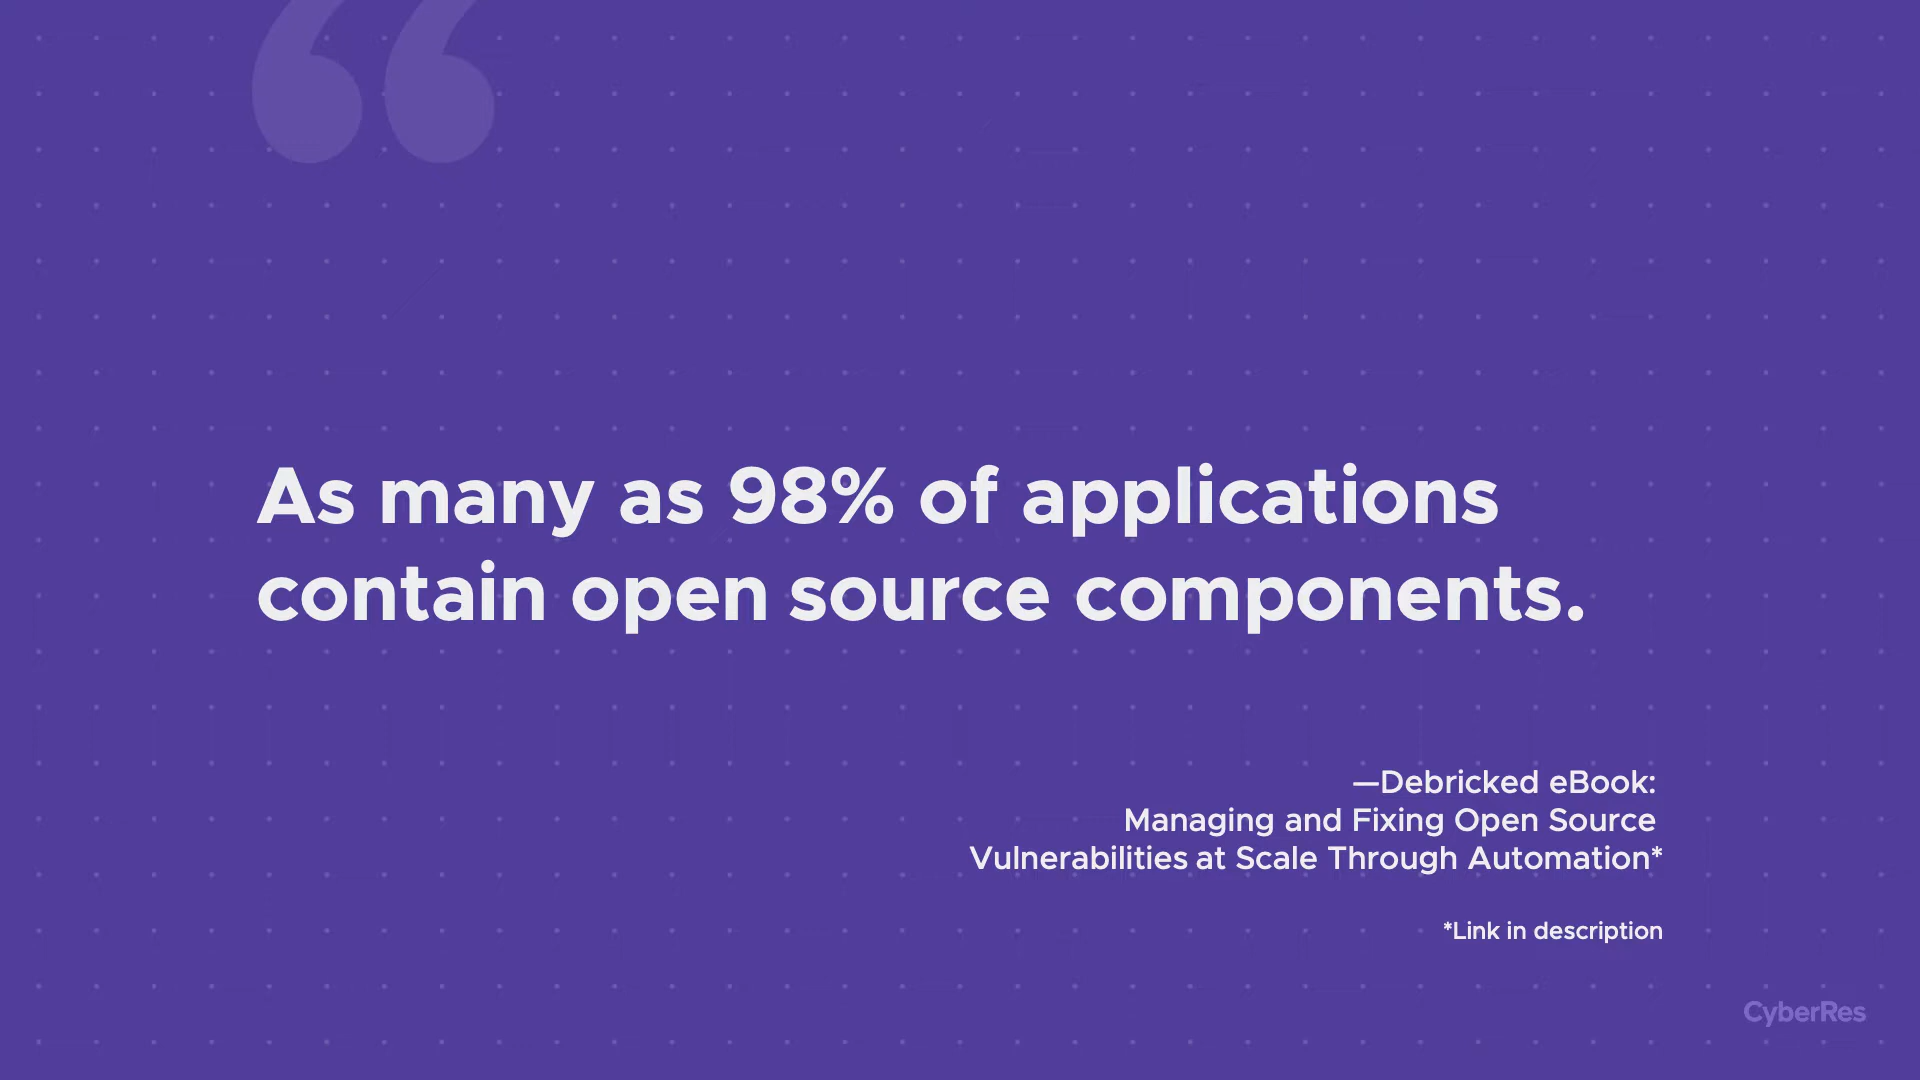 As many as 98% of applications
contain open source components.
—Debricked eBook:
Managing and Fixing Open Source
Vulnerabilities at Scale Through Automation*
*Link in description
CyberRes